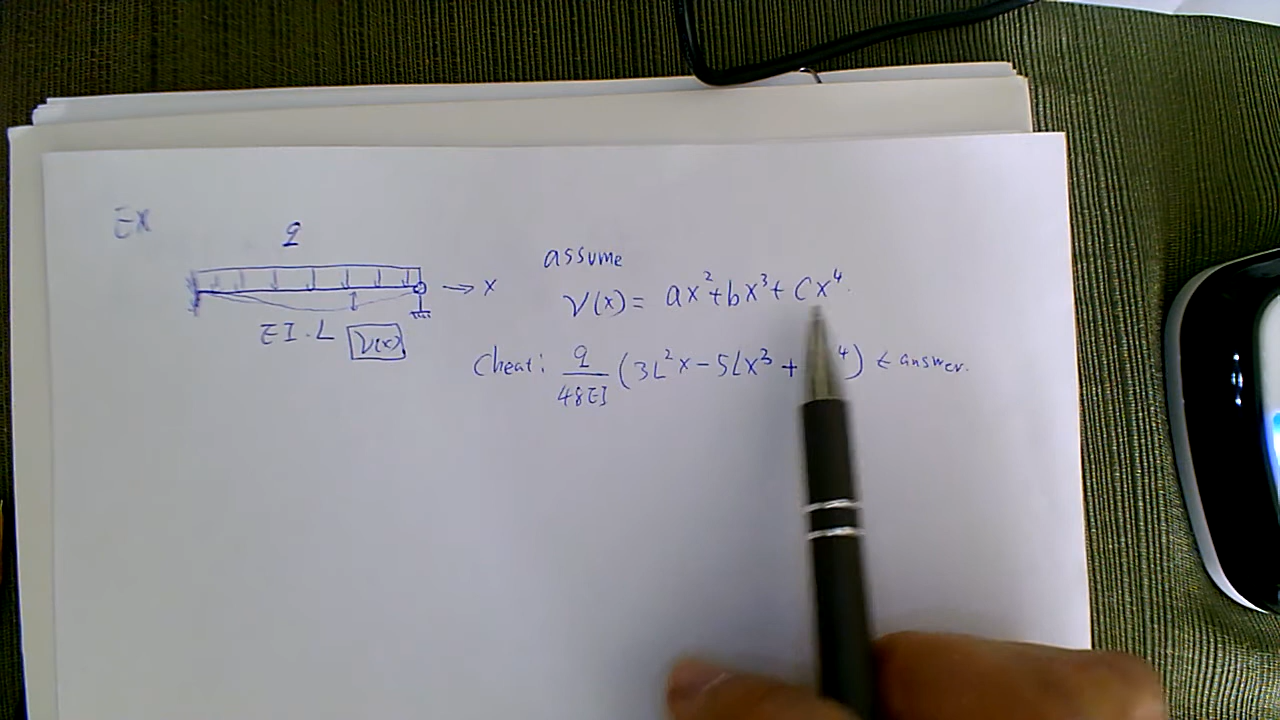 EX
q
→ x
EI.L V(x)
assume
V(x) = ax²+bx³+cx⁴.
Cheat: q/48EI (3L²x-5Lx³+ ⁴) ← answer.